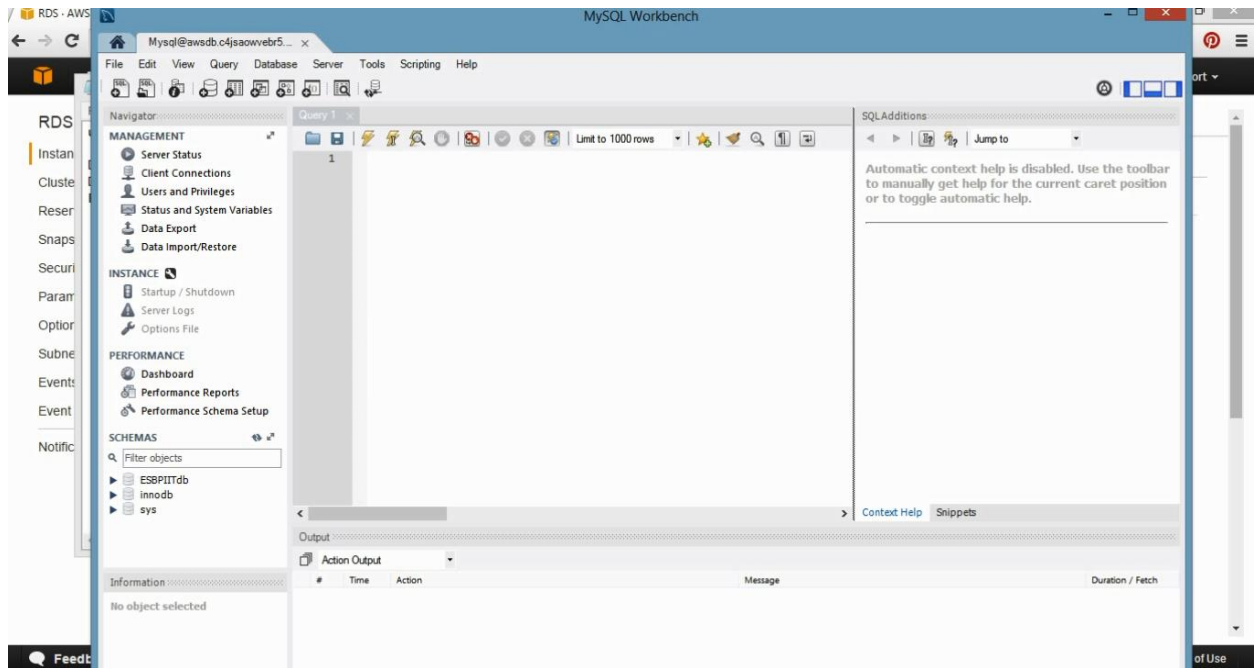 RDS - AWS
MySQL Workbench
Mysql@awsdb.c4jsaowvebr5...
File Edit View Query Database Server Tools Scripting Help
ort
Navigator
Query 1
SQLAdditions
RDS
MANAGEMENT
Limit to 1000 rows
Jump to
Instan
Server Status
1
Client Connections
Automatic context help is disabled. Use the toolbar
to manually get help for the current caret position
or to toggle automatic help.
Cluste
Users and Privileges
Reser
Status and System Variables
Data Export
Snaps
Data Import/Restore
Securi
INSTANCE
Param
Startup / Shutdown
Server Logs
Option
Options File
Subne
PERFORMANCE
Dashboard
Events
Performance Reports
Event
Performance Schema Setup
SCHEMAS
Notific
Filter objects
ESBPIITdb
innodb
sys
Context Help Snippets
Output
Action Output
Information
# Time Action Message Duration / Fetch
No object selected
Feedb
of Use